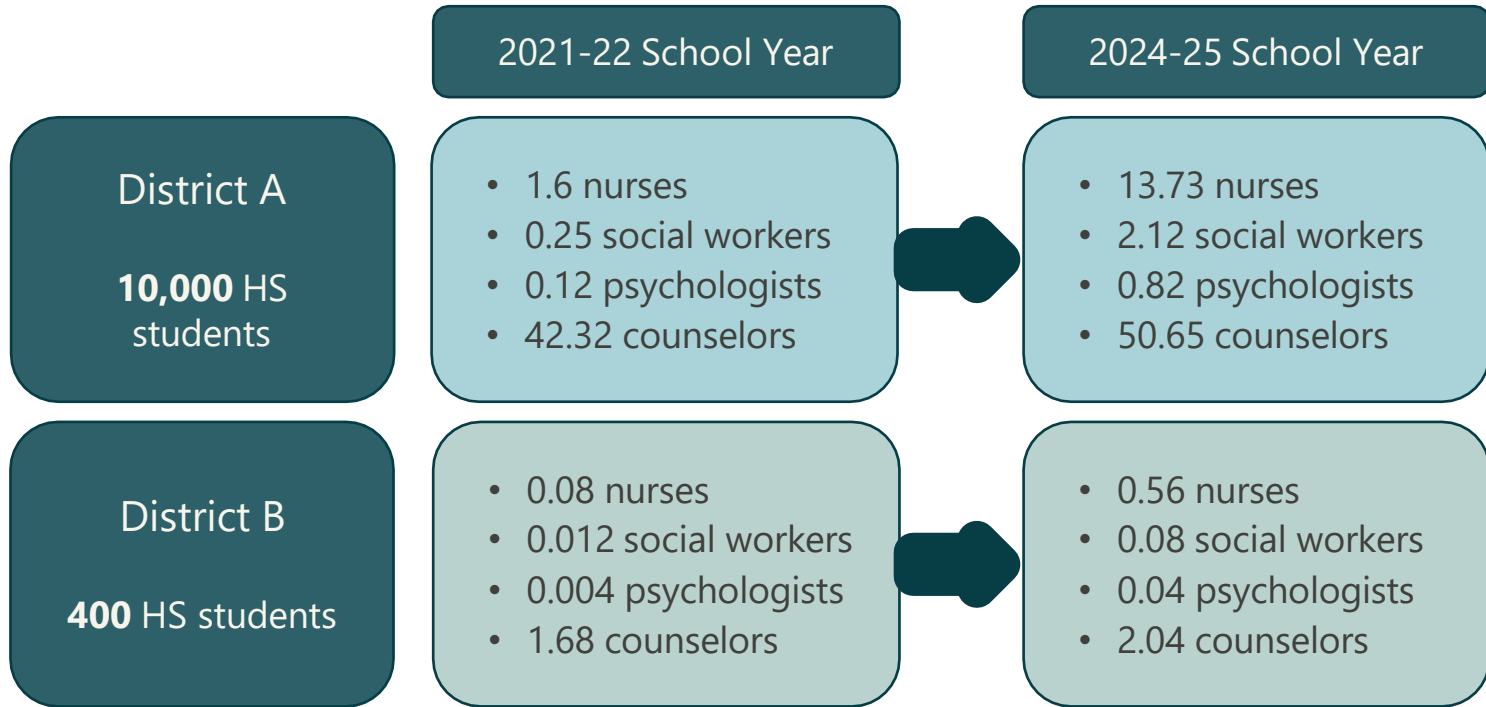 2021-22 School Year
2024-25 School Year
District A
10,000 HS
students
• 1.6 nurses
• 0.25 social workers
• 0.12 psychologists
• 42.32 counselors
• 13.73 nurses
• 2.12 social workers
• 0.82 psychologists
• 50.65 counselors
District B
400 HS students
• 0.08 nurses
• 0.012 social workers
• 0.004 psychologists
• 1.68 counselors
• 0.56 nurses
• 0.08 social workers
• 0.04 psychologists
• 2.04 counselors